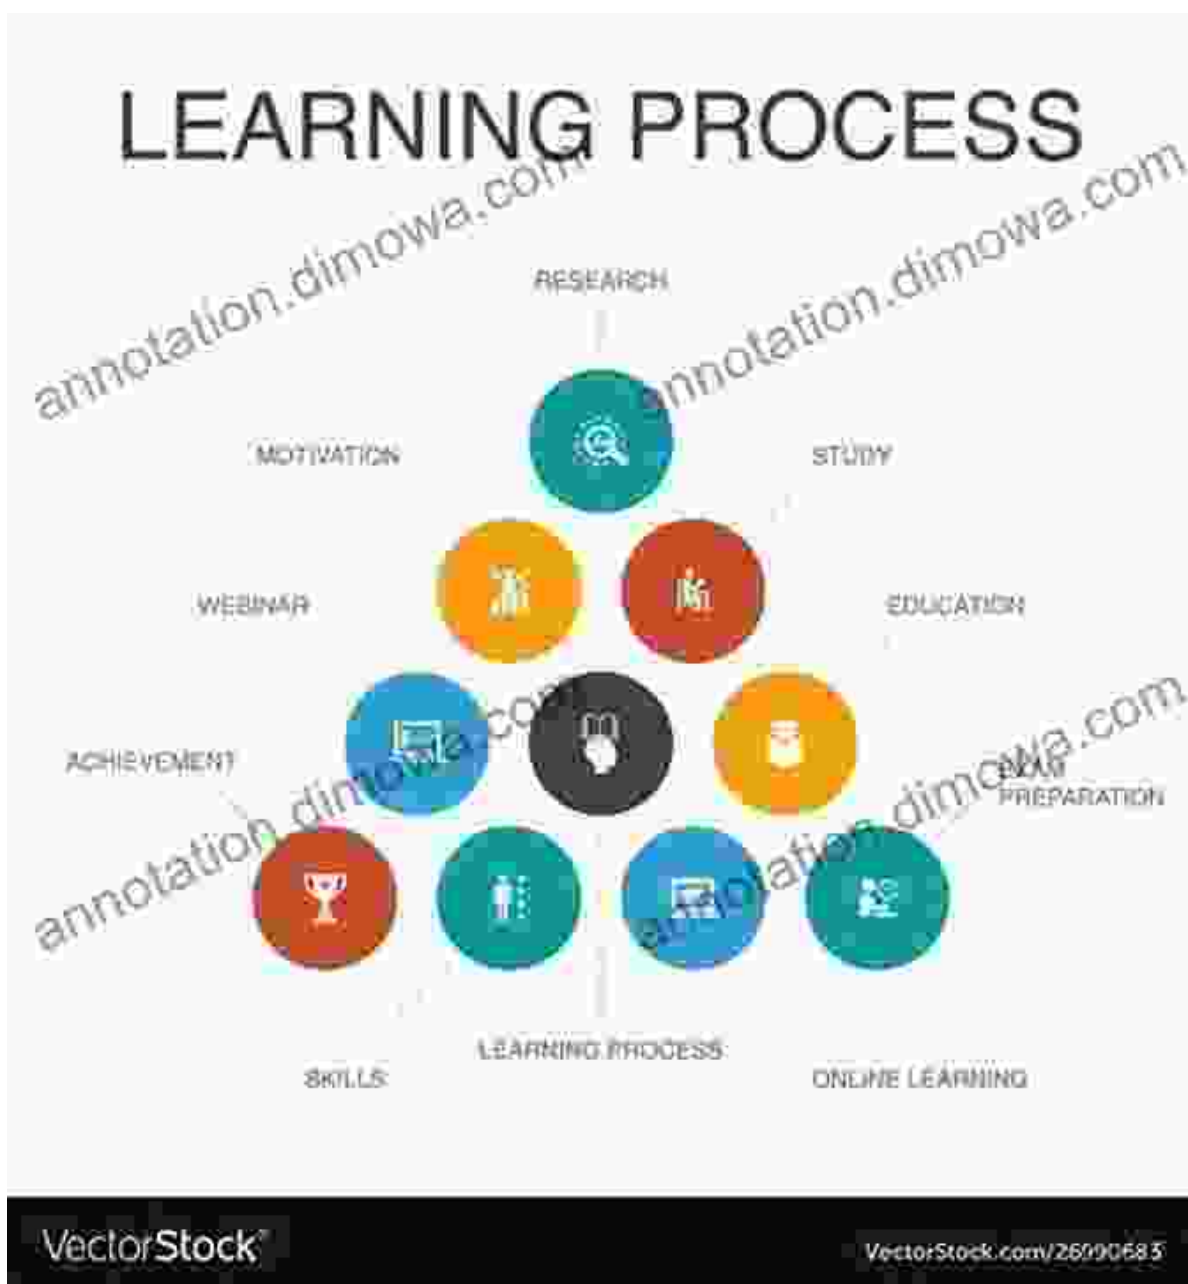 LEARNING PROCESS
annotation.dimowa.com
annotation.dimowa.com
RESEARCH
MOTIVATION
STUDY
WEBINAR
EDUCATION
annotation.dimowa.com
annotation.dimowa.com
ACHIEVEMENT
EXAM
PREPARATION
LEARNING PROCESS
SKILLS
ONLINE LEARNING
VectorStock®
VectorStock.com/26990683